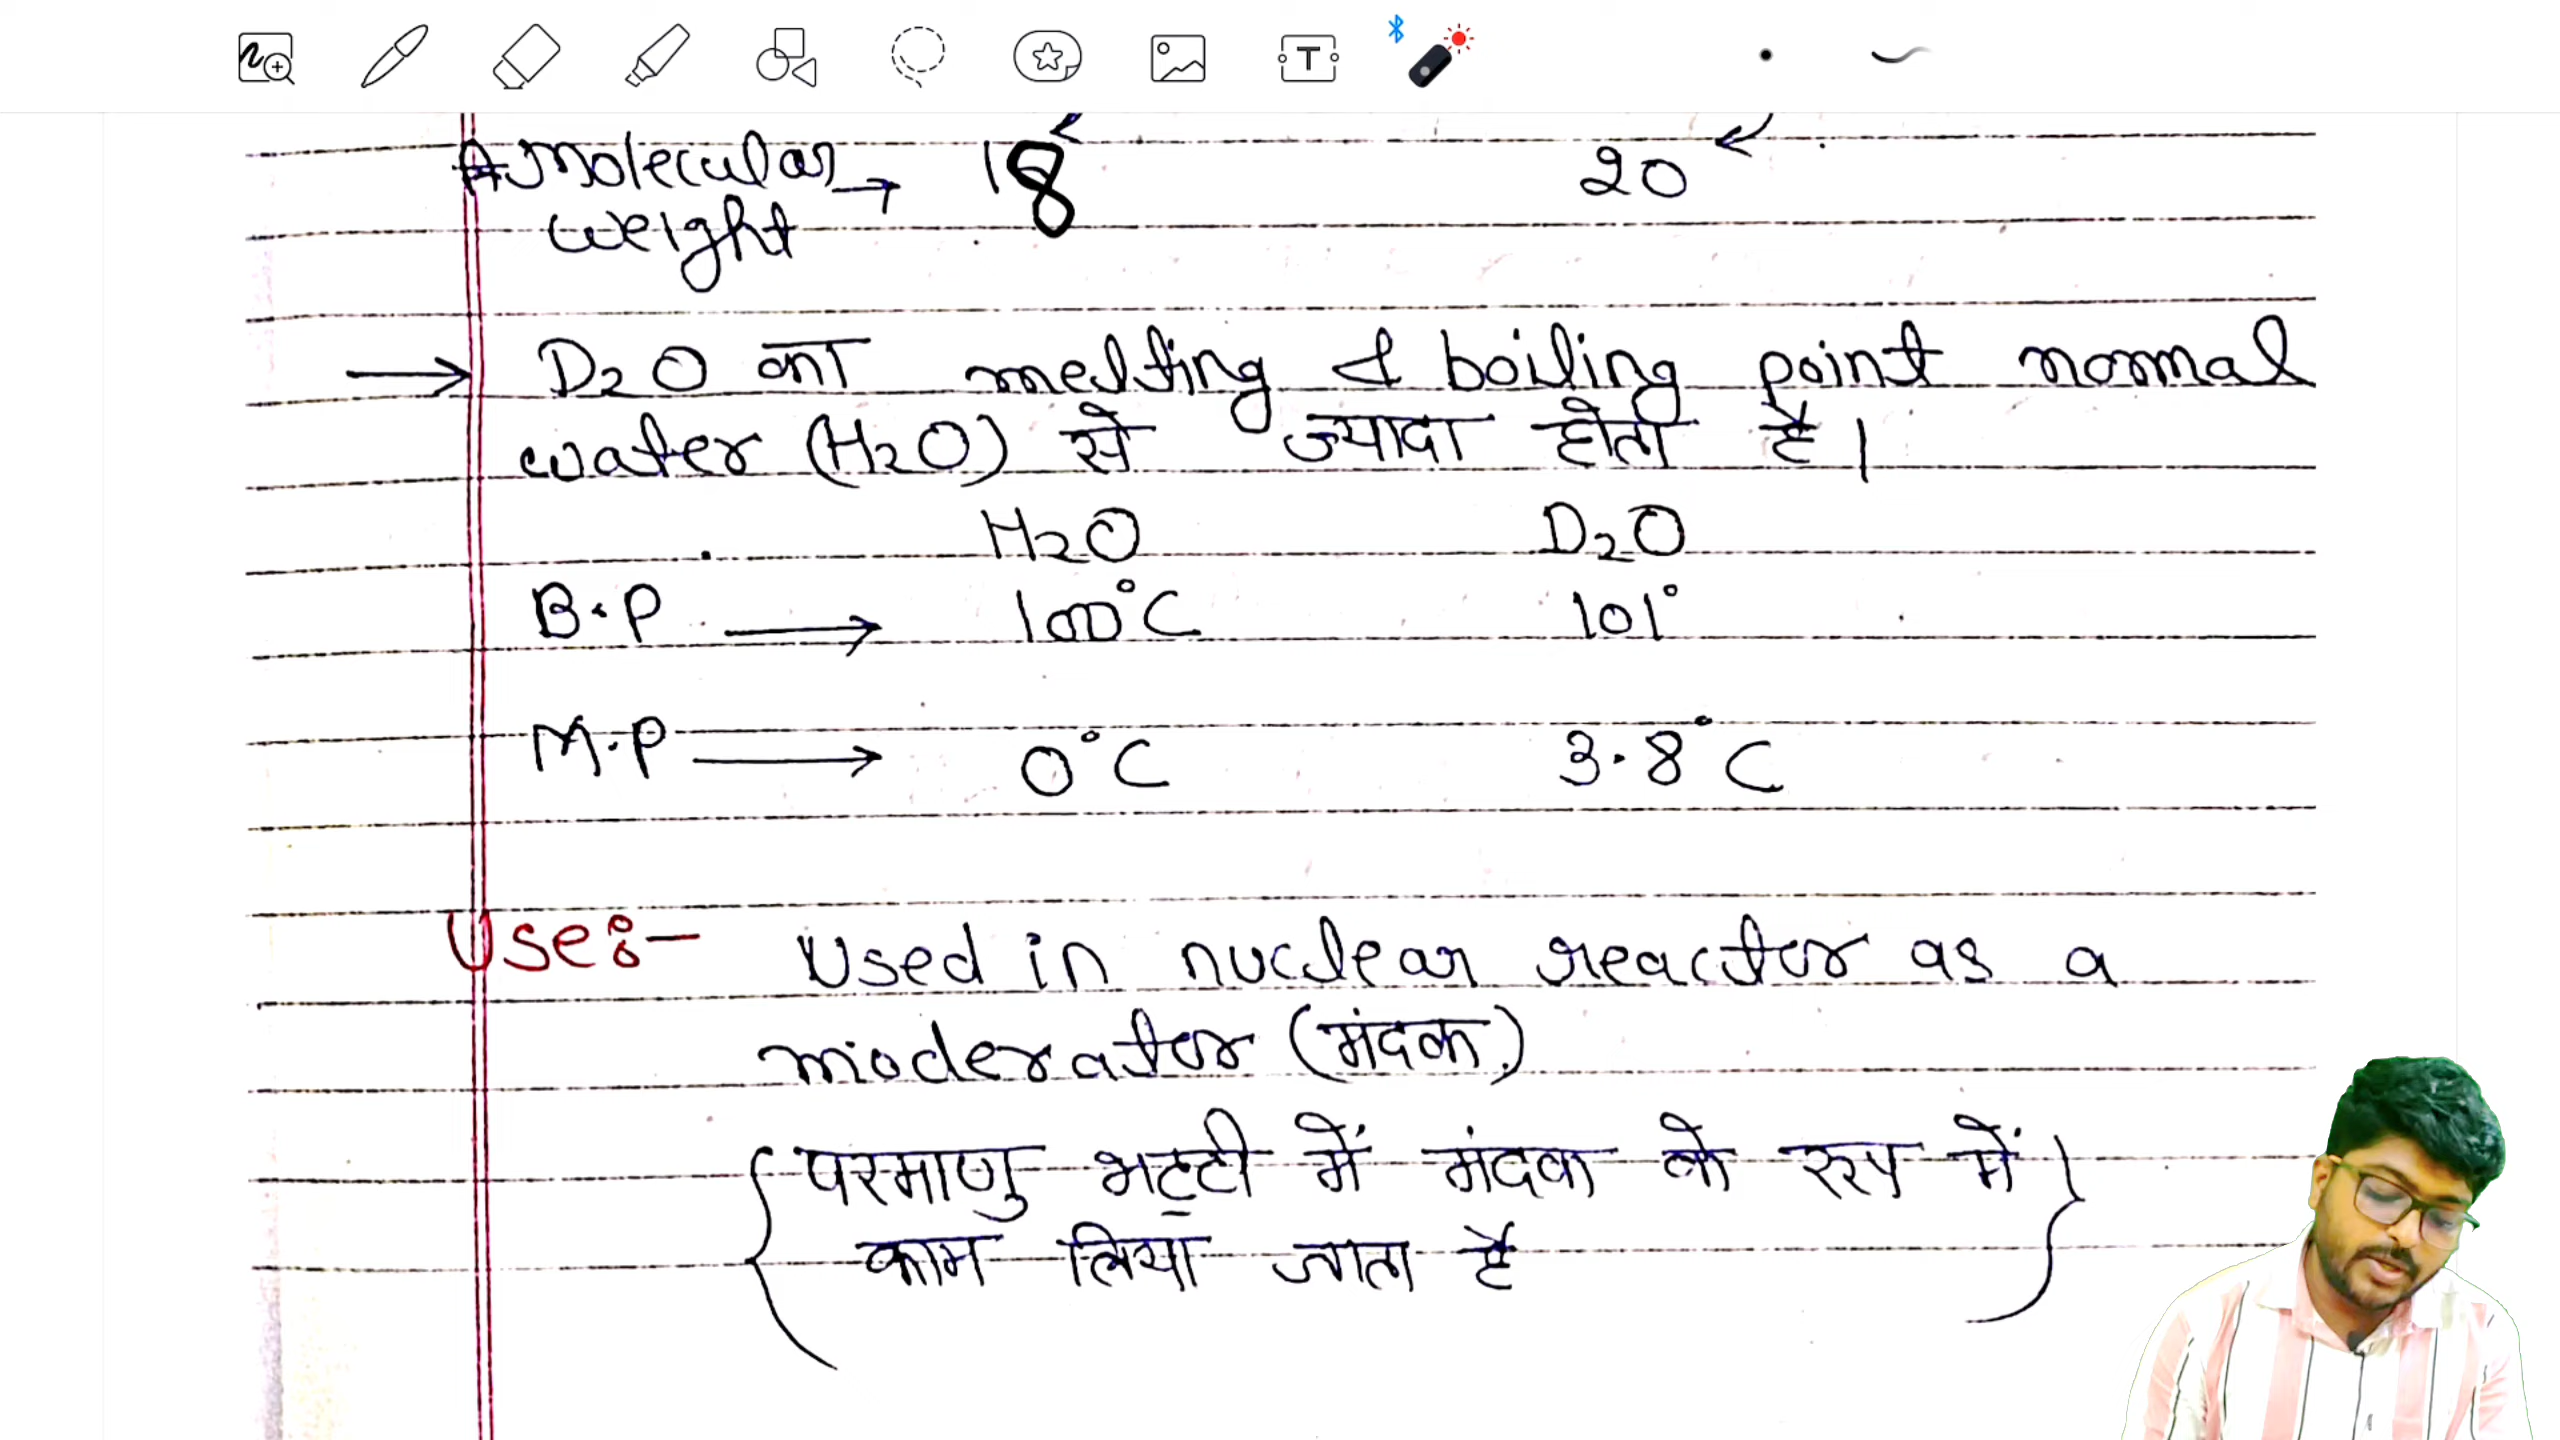 Molecular → 18 20
weight
→ D₂O का melting & boiling point normal
water (H₂O) से ज्यादा होता है।
H₂O D₂O
B.P → 100°C 101°
M.P → 0°C 3.8°C
Use:- Used in nuclear reactor as a
moderator (मंदक)
{परमाणु भट्टी में मंदक के रुप में}
काम लिया जाता है